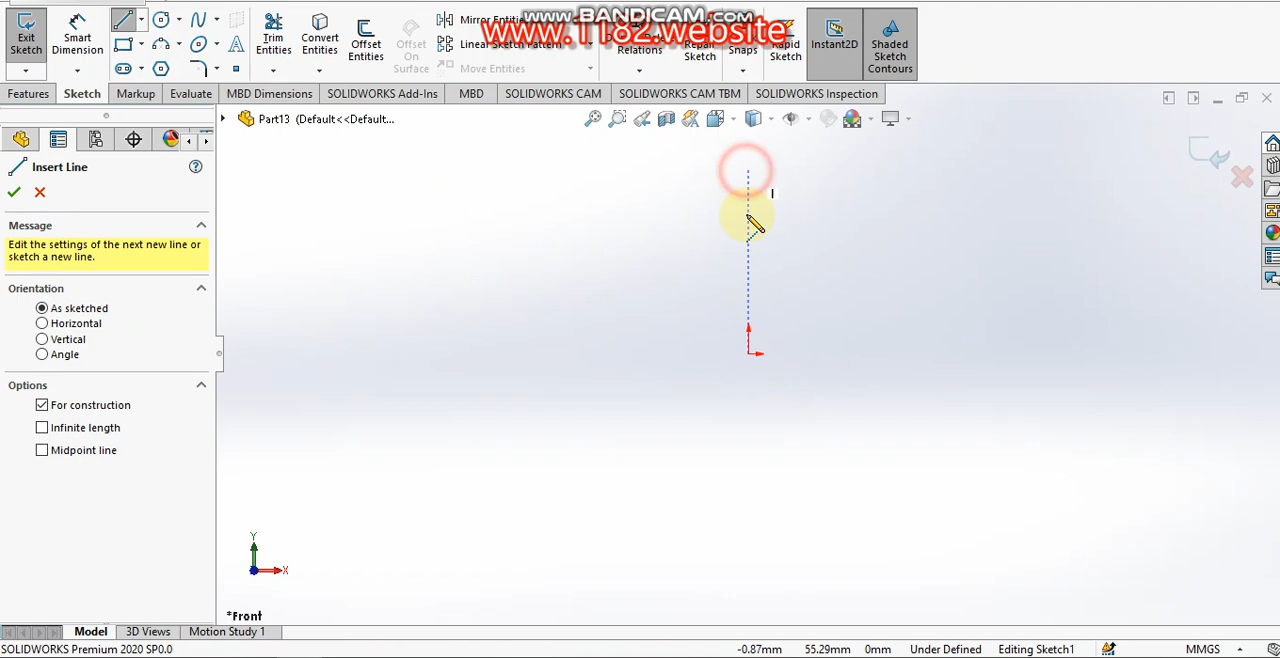 www.BANDICAM.com
www.1182.website
Exit Sketch
Smart Dimension
Trim Entities
Convert Entities
Offset Entities
Offset On Surface
Mirror Entities
Linear Sketch Pattern
Move Entities
Relations
Repair Sketch
Snaps
Rapid Sketch
Instant2D
Shaded Sketch Contours
Features Sketch Markup Evaluate MBD Dimensions SOLIDWORKS Add-Ins MBD SOLIDWORKS CAM SOLIDWORKS CAM TBM SOLIDWORKS Inspection
Part13 (Default<<Default...
Insert Line
Message
Edit the settings of the next new line or
sketch a new line.
Orientation
As sketched
Horizontal
Vertical
Angle
Options
For construction
Infinite length
Midpoint line
Y
X
*Front
Model 3D Views Motion Study 1
SOLIDWORKS Premium 2020 SP0.0 -0.87mm 55.29mm 0mm Under Defined Editing Sketch1 MMGS